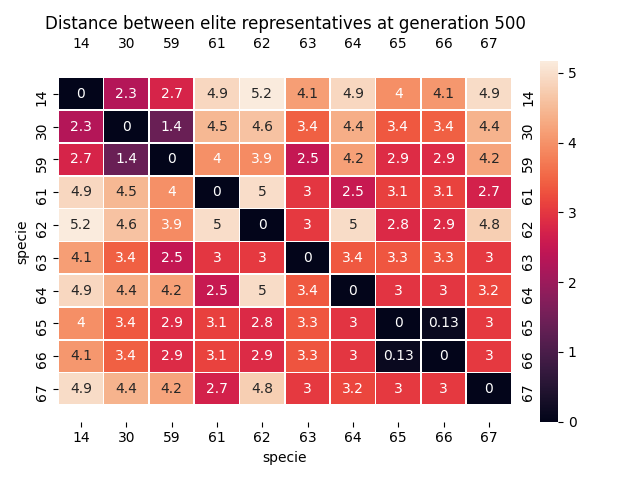 Distance between elite representatives at generation 500
14 30 59 61 62 63 64 65 66 67
14 0 2.3 2.7 4.9 5.2 4.1 4.9 4 4.1 4.9 14
30 2.3 0 1.4 4.5 4.6 3.4 4.4 3.4 3.4 4.4 30
59 2.7 1.4 0 4 3.9 2.5 4.2 2.9 2.9 4.2 59
61 4.9 4.5 4 0 5 3 2.5 3.1 3.1 2.7 61
62 5.2 4.6 3.9 5 0 3 5 2.8 2.9 4.8 62
63 4.1 3.4 2.5 3 3 0 3.4 3.3 3.3 3 63
64 4.9 4.4 4.2 2.5 5 3.4 0 3 3 3.2 64
65 4 3.4 2.9 3.1 2.8 3.3 3 0 0.13 3 65
66 4.1 3.4 2.9 3.1 2.9 3.3 3 0.13 0 3 66
67 4.9 4.4 4.2 2.7 4.8 3 3.2 3 3 0 67
14 30 59 61 62 63 64 65 66 67
specie
specie
5
4
3
2
1
0